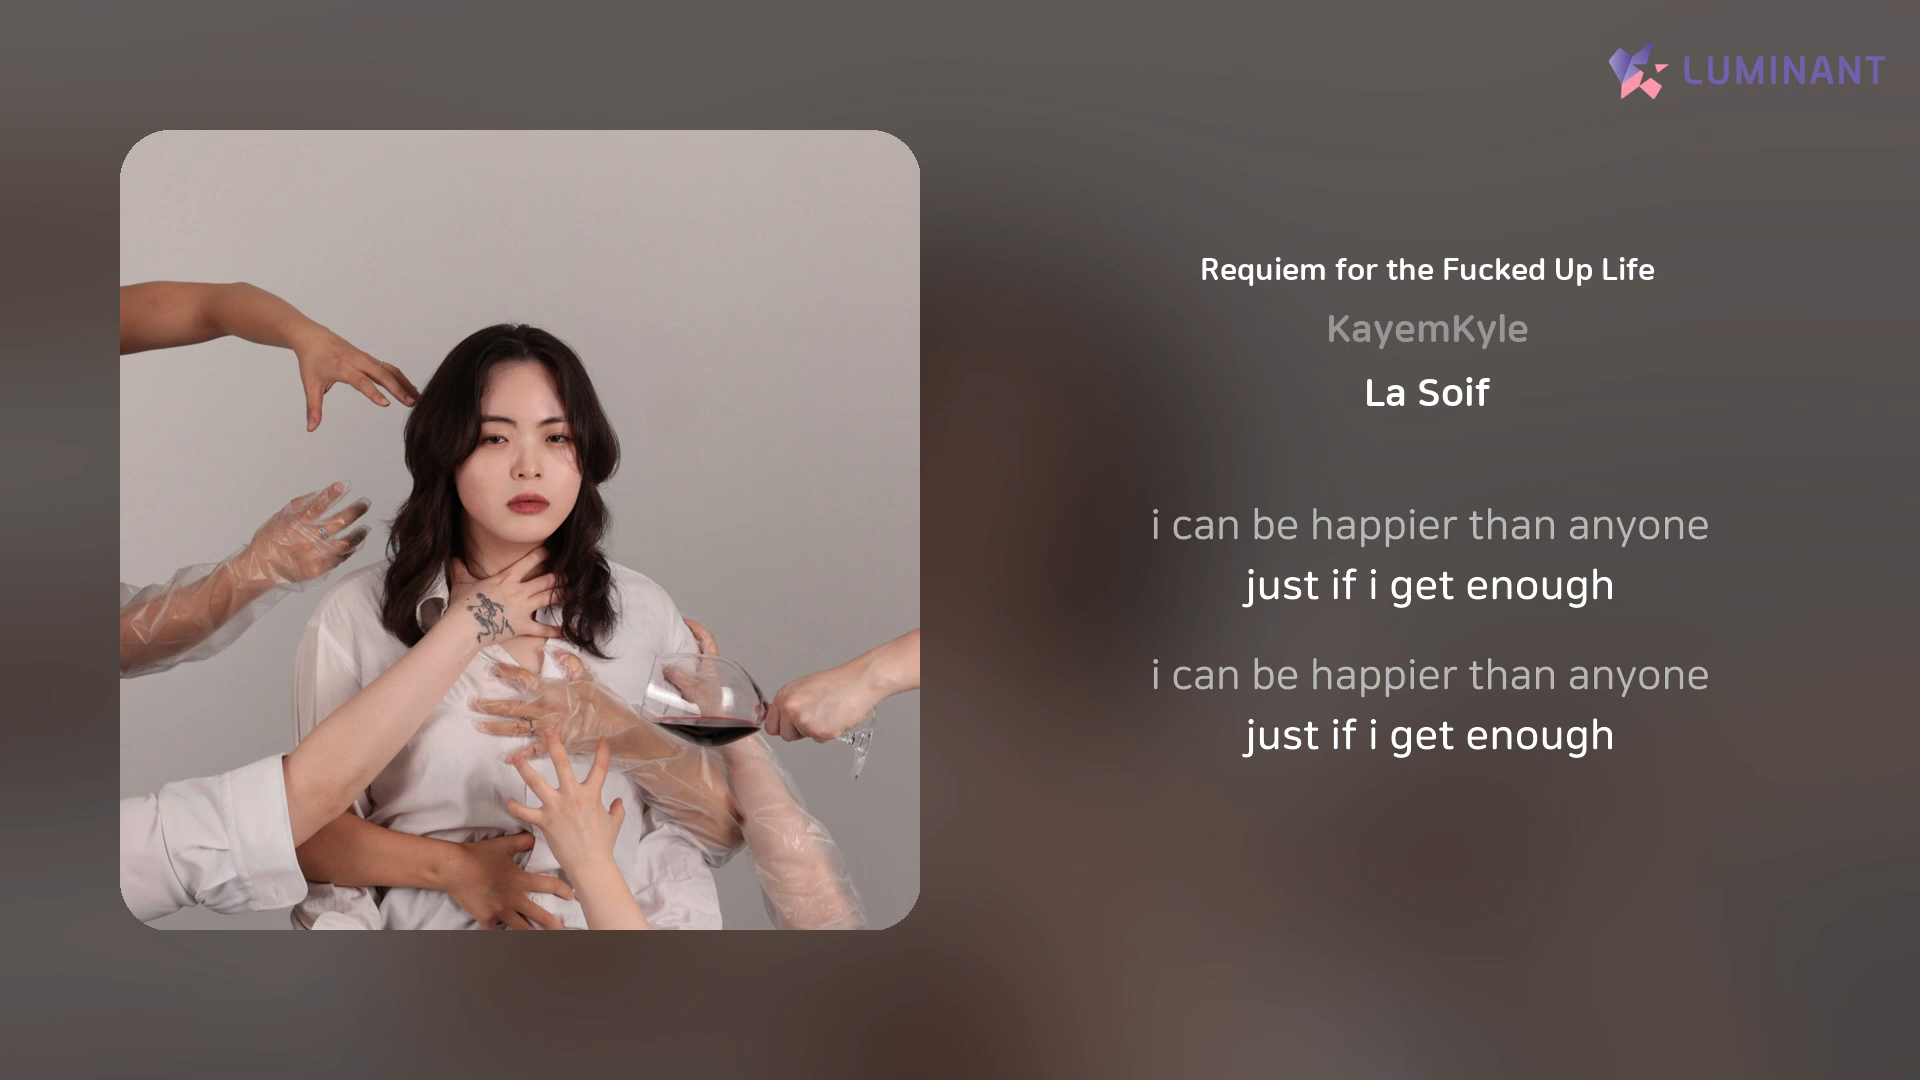 LUMINANT
Requiem for the Fucked Up Life
KayemKyle
La Soif
i can be happier than anyone
just if i get enough
i can be happier than anyone
just if i get enough